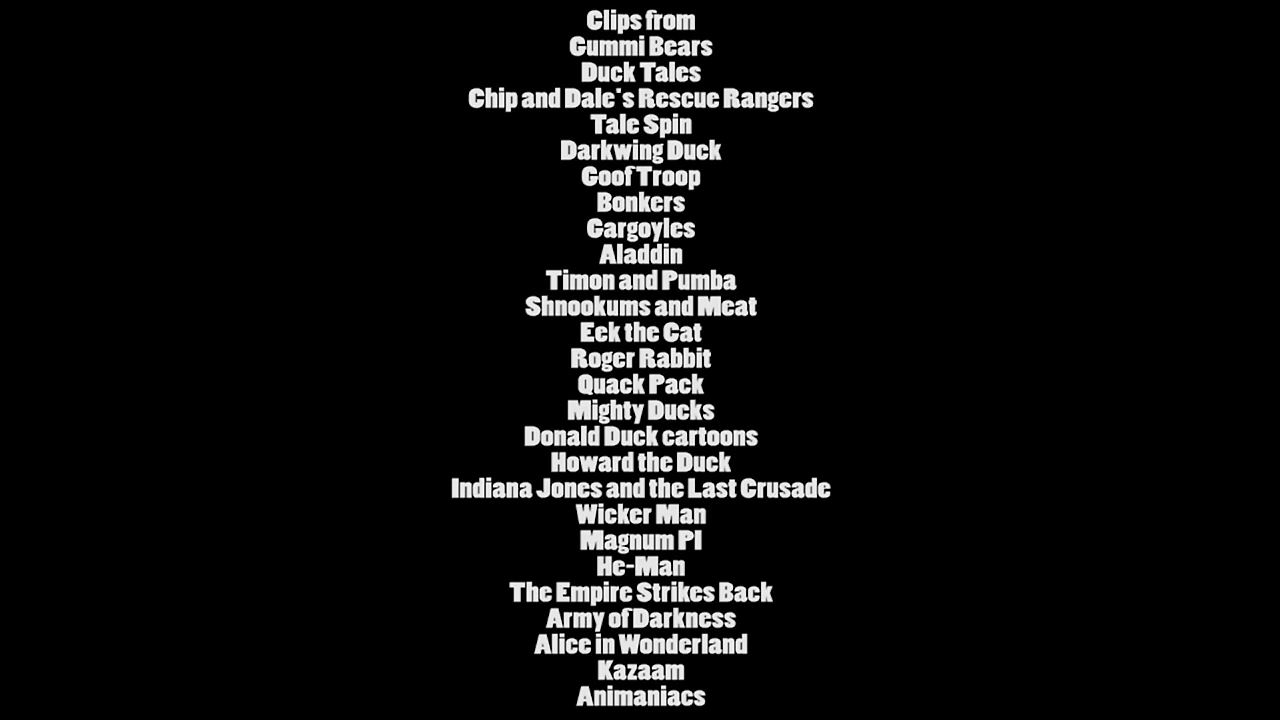 Clips from
Gummi Bears
Duck Tales
Chip and Dale's Rescue Rangers
Tale Spin
Darkwing Duck
Goof Troop
Bonkers
Gargoyles
Aladdin
Timon and Pumba
Shnookums and Meat
Eek the Cat
Roger Rabbit
Quack Pack
Mighty Ducks
Donald Duck cartoons
Howard the Duck
Indiana Jones and the Last Crusade
Wicker Man
Magnum PI
He-Man
The Empire Strikes Back
Army of Darkness
Alice in Wonderland
Kazaam
Animaniacs